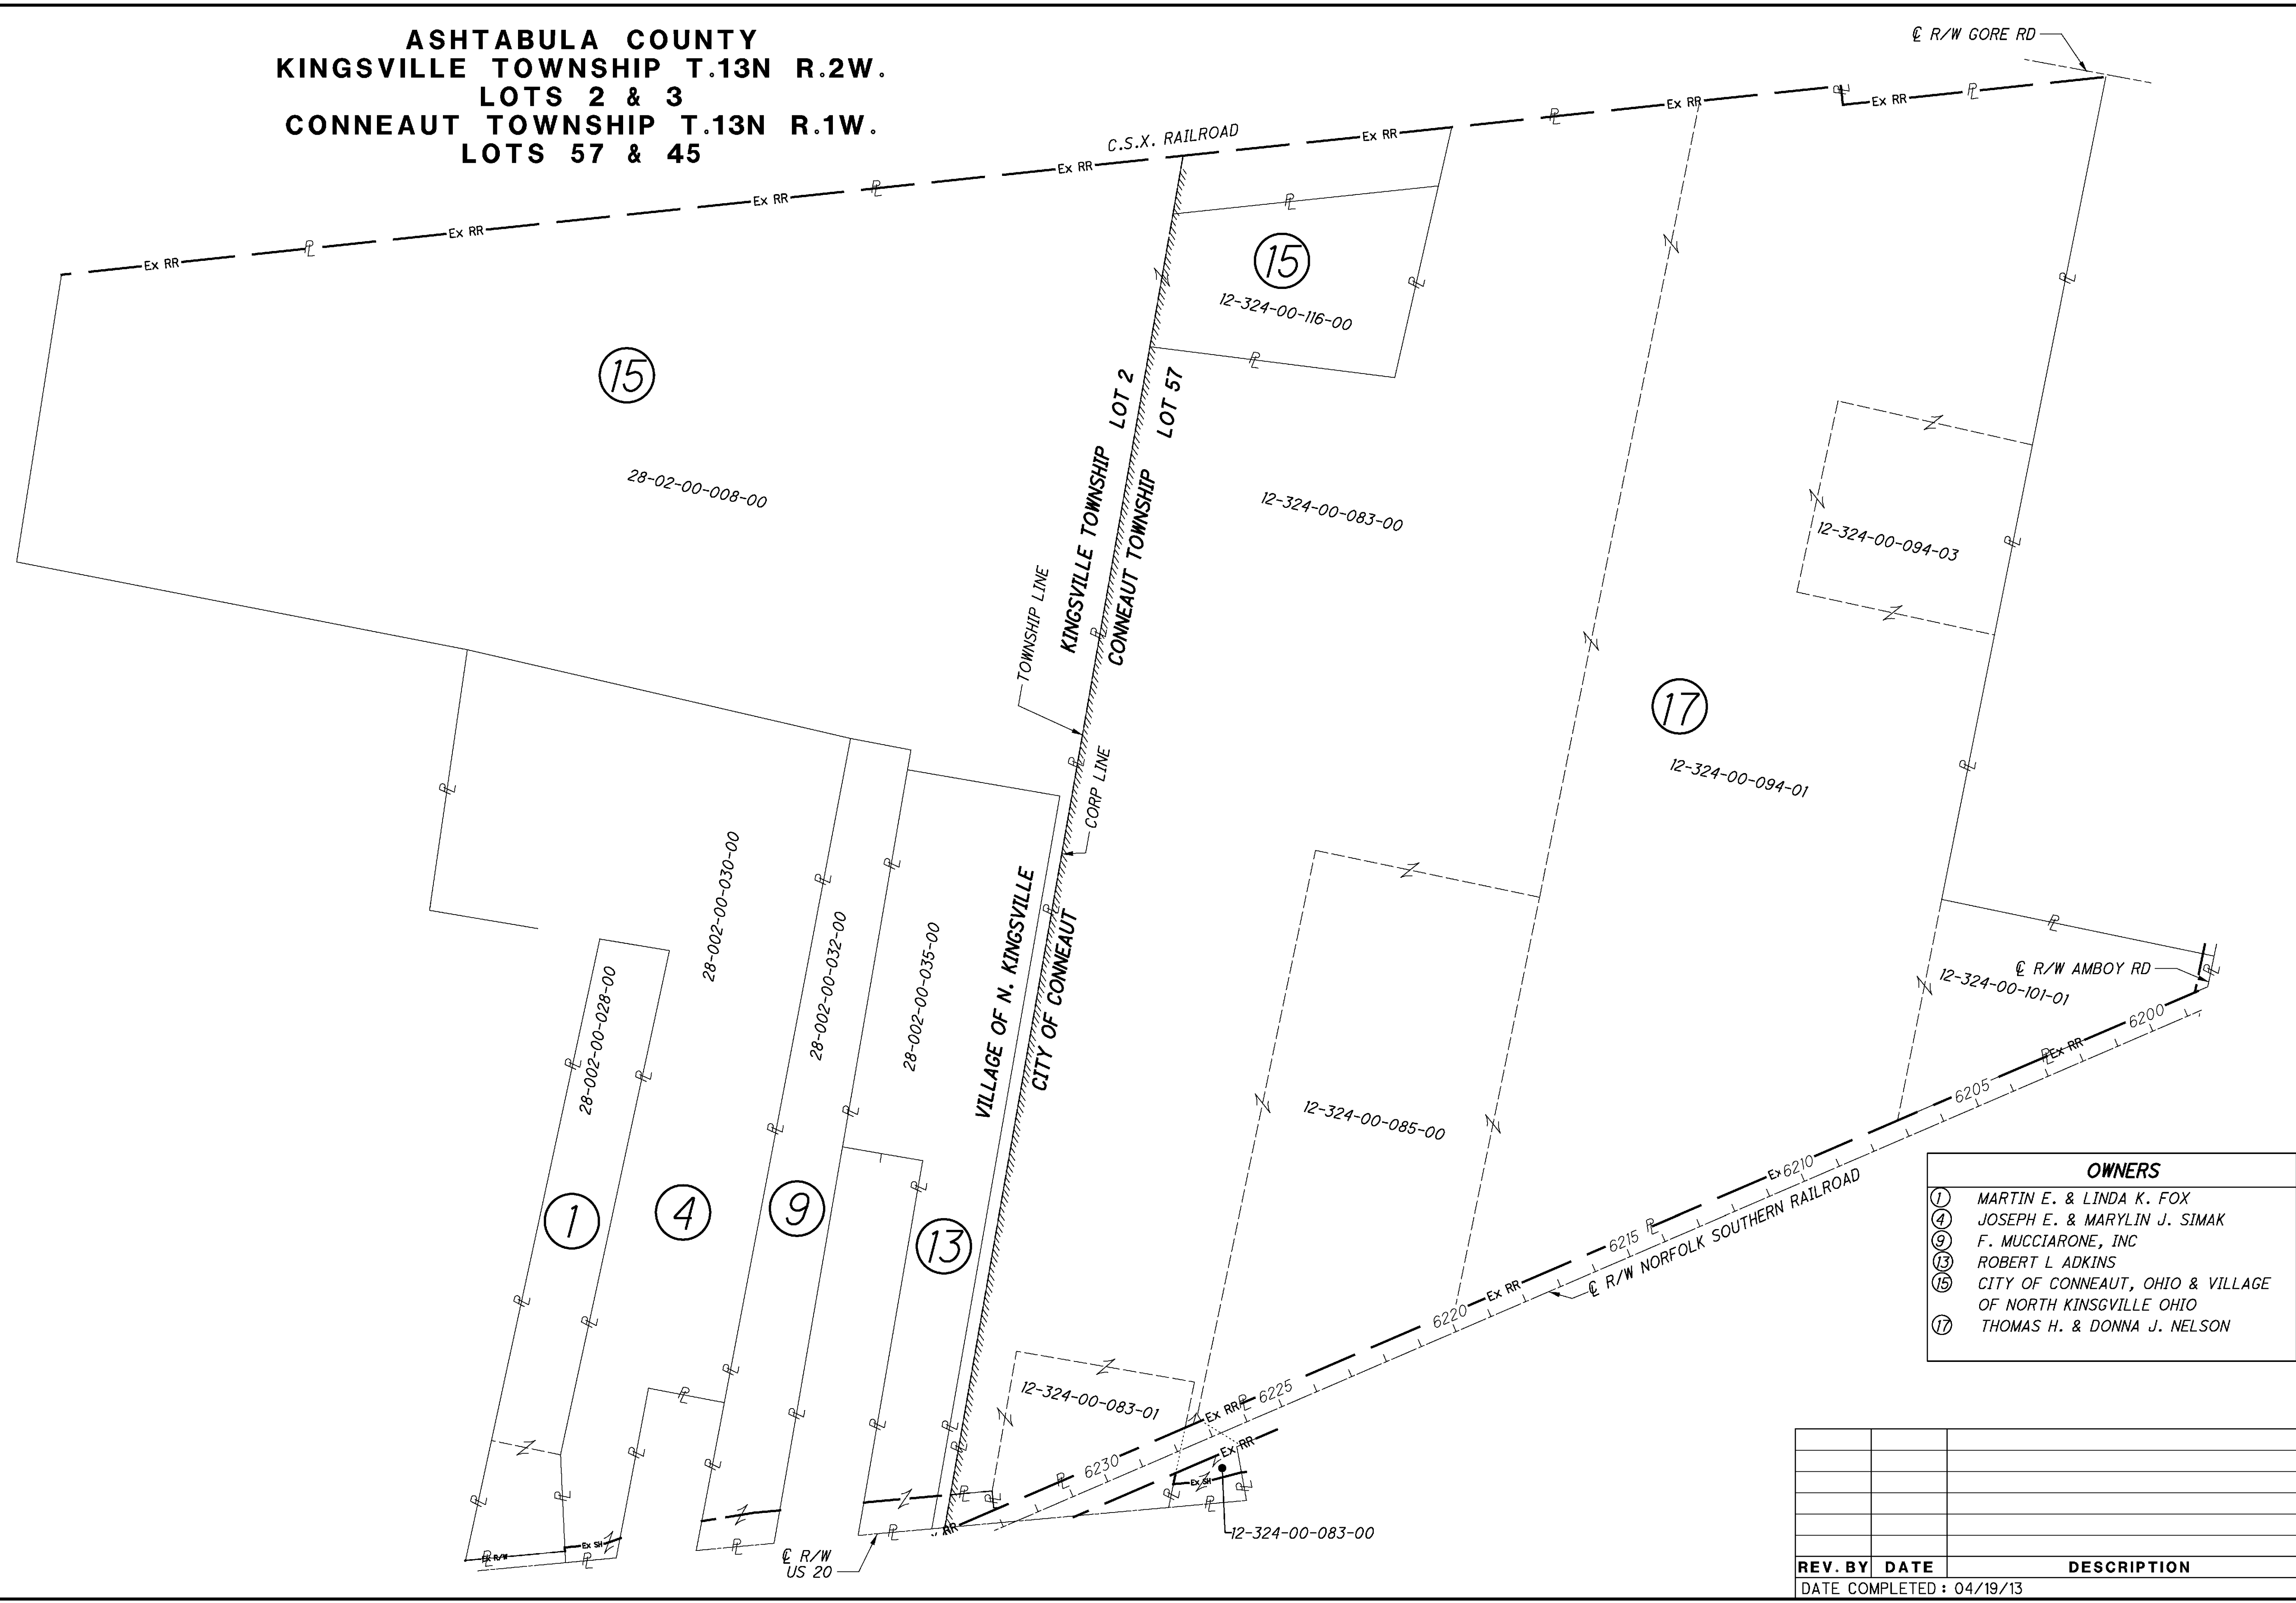 ASHTABULA COUNTY
KINGSVILLE TOWNSHIP T.13N R.2W.
LOTS 2 & 3
CONNEAUT TOWNSHIP T.13N R.1W.
LOTS 57 & 45
℄ R/W GORE RD
C.S.X. RAILROAD
Ex RR
Ex RR
Ex RR
Ex RR
Ex RR
Ex RR
Ex RR
15
12-324-00-116-00
15
28-02-00-008-00
KINGSVILLE TOWNSHIP LOT 2
CONNEAUT TOWNSHIP LOT 57
12-324-00-083-00
12-324-00-094-03
TOWNSHIP LINE
CORP LINE
17
12-324-00-094-01
28-002-00-030-00
28-002-00-032-00
28-002-00-035-00
28-002-00-028-00
VILLAGE OF N. KINGSVILLE
CITY OF CONNEAUT
℄ R/W AMBOY RD
12-324-00-101-01
12-324-00-085-00
1
4
9
13
6200
Ex RR
6205
Ex 6210
6215
Ex RR
6220
6225
Ex RR
6230
℄ R/W NORFOLK SOUTHERN RAILROAD
12-324-00-083-01
Ex RR
Ex SH
12-324-00-083-00
RR
Ex SH
EX R/W
℄ R/W
US 20
OWNERS
1 MARTIN E. & LINDA K. FOX
4 JOSEPH E. & MARYLIN J. SIMAK
9 F. MUCCIARONE, INC
13 ROBERT L ADKINS
15 CITY OF CONNEAUT, OHIO & VILLAGE
OF NORTH KINSGVILLE OHIO
17 THOMAS H. & DONNA J. NELSON
REV. BY DATE DESCRIPTION
DATE COMPLETED: 04/19/13